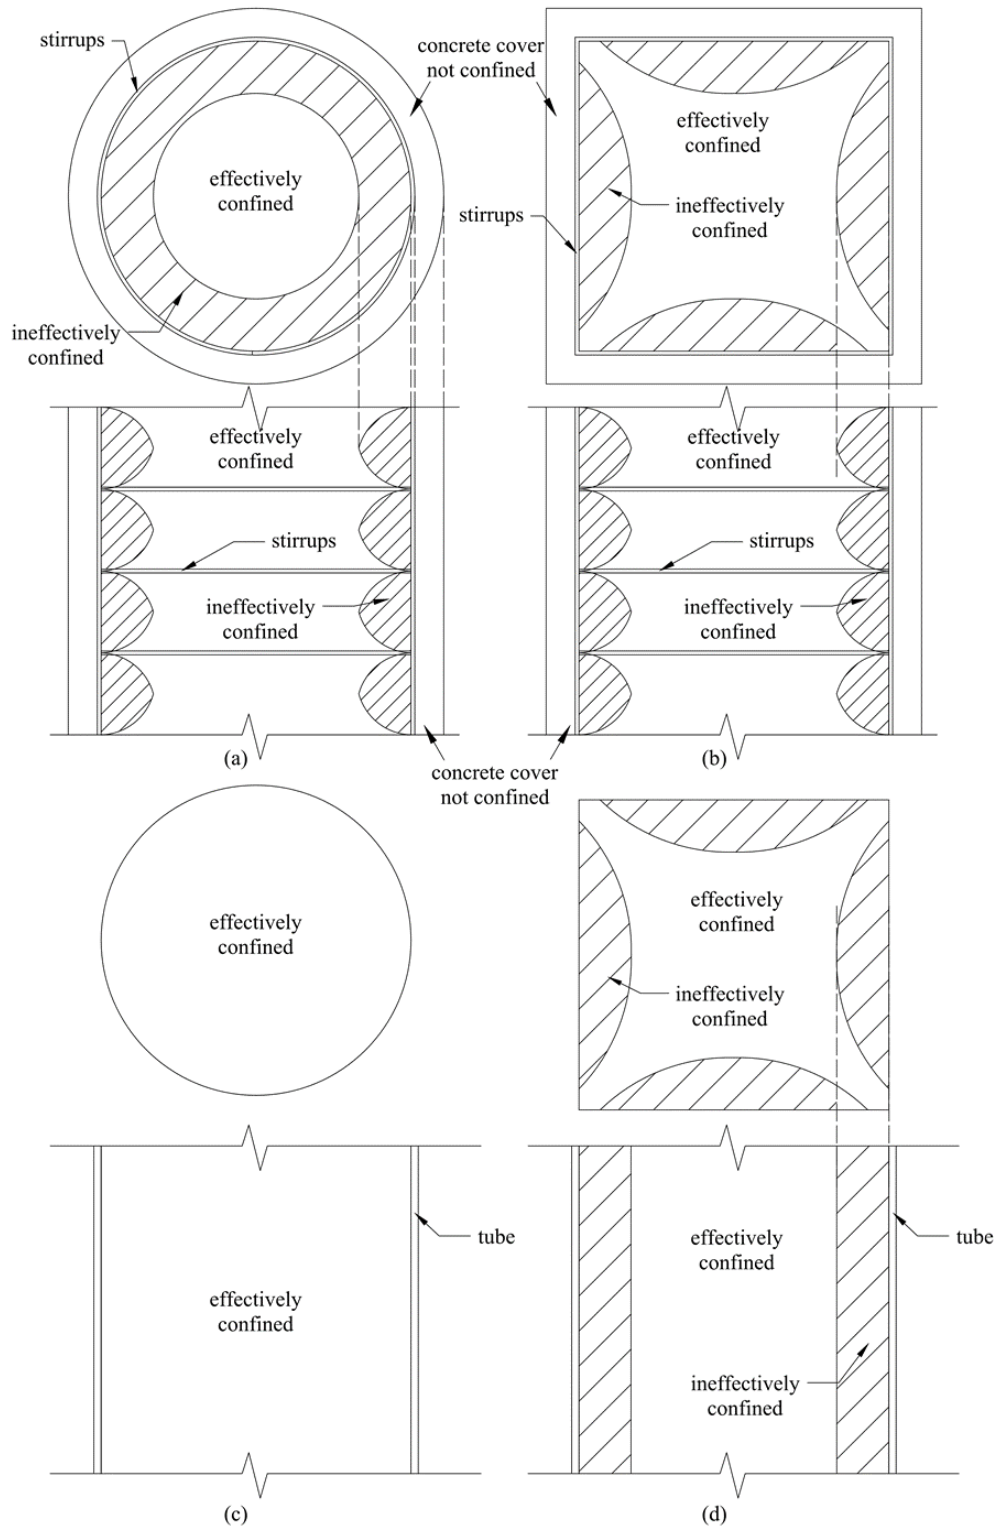 stirrups
concrete cover
not confined
effectively
confined
ineffectively
confined
effectively
confined
stirrups
ineffectively
confined
effectively
confined
stirrups
ineffectively
confined
(a)
effectively
confined
stirrups
ineffectively
confined
(b)
concrete cover
not confined
effectively
confined
effectively
confined
ineffectively
confined
effectively
confined
tube
(c)
effectively
confined
tube
ineffectively
confined
(d)